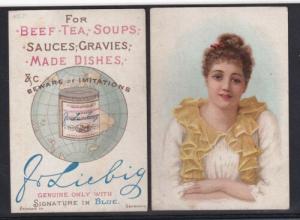 FOR
BEEF-TEA, SOUPS,
SAUCES, GRAVIES,
MADE DISHES,
&C.
BEWARE OF IMITATIONS
J v Liebig
GENUINE ONLY WITH
SIGNATURE IN BLUE.